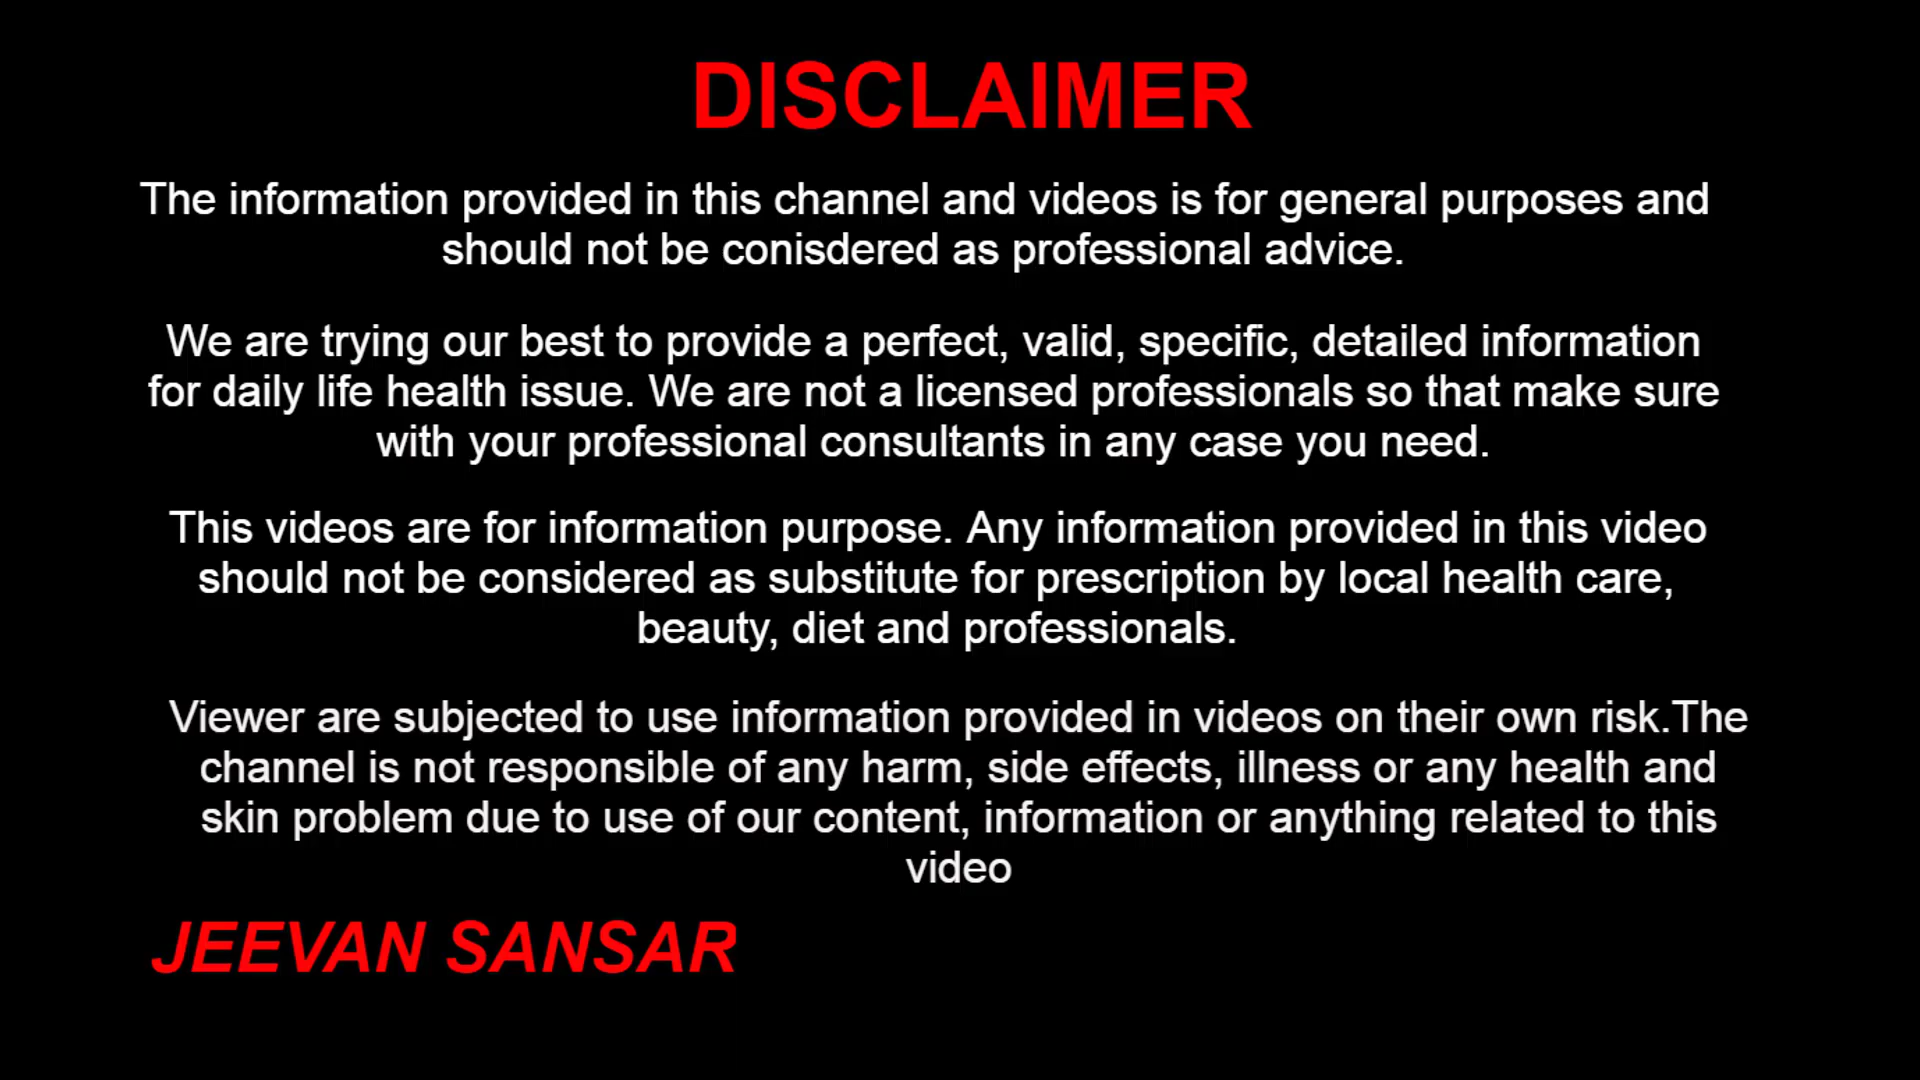 DISCLAIMER
The information provided in this channel and videos is for general purposes and
should not be conisdered as professional advice.
We are trying our best to provide a perfect, valid, specific, detailed information
for daily life health issue. We are not a licensed professionals so that make sure
with your professional consultants in any case you need.
This videos are for information purpose. Any information provided in this video
should not be considered as substitute for prescription by local health care,
beauty, diet and professionals.
Viewer are subjected to use information provided in videos on their own risk.The
channel is not responsible of any harm, side effects, illness or any health and
skin problem due to use of our content, information or anything related to this
video
JEEVAN SANSAR